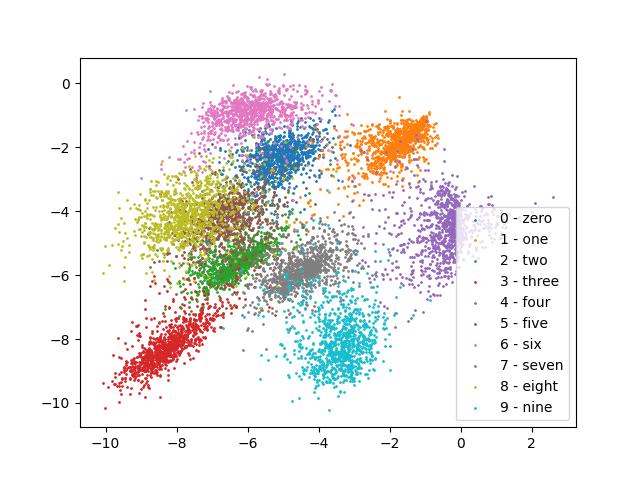 0
−2
−4
−6
−8
−10
−10
−8
−6
−4
−2
0
2
0 - zero
1 - one
2 - two
3 - three
4 - four
5 - five
6 - six
7 - seven
8 - eight
9 - nine